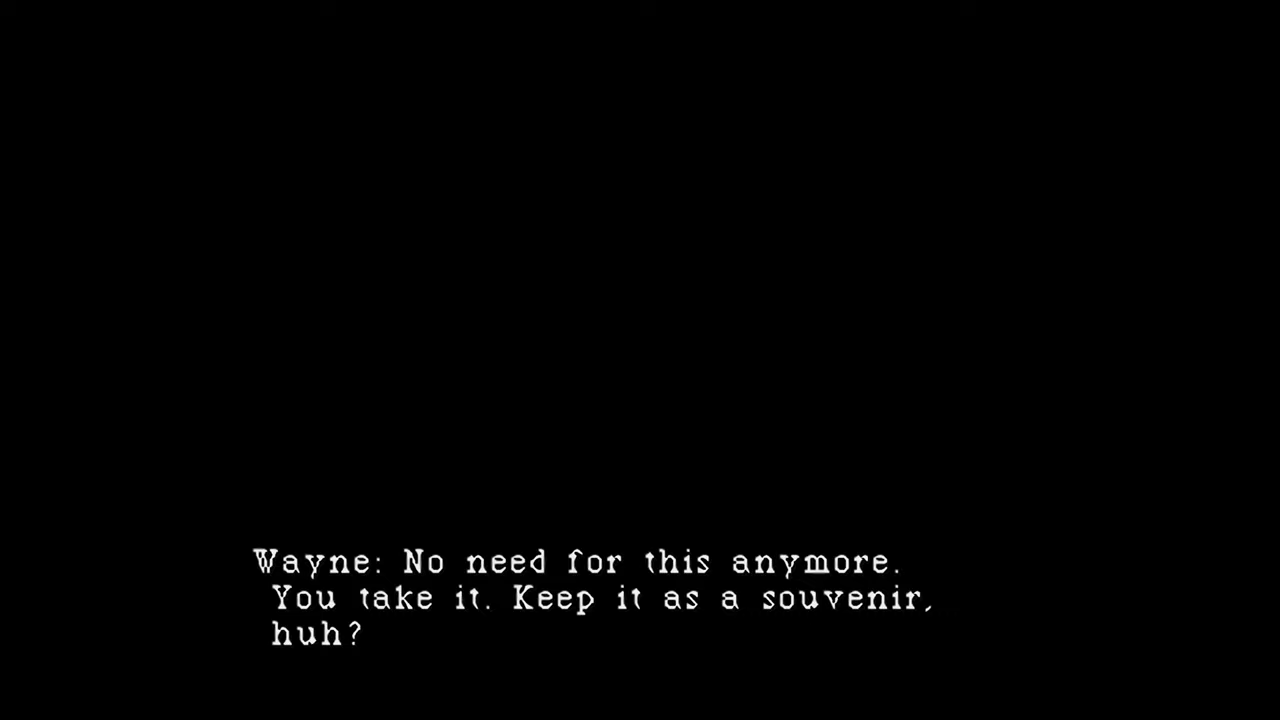 Wayne: No need for this anymore.
You take it. Keep it as a souvenir,
huh?